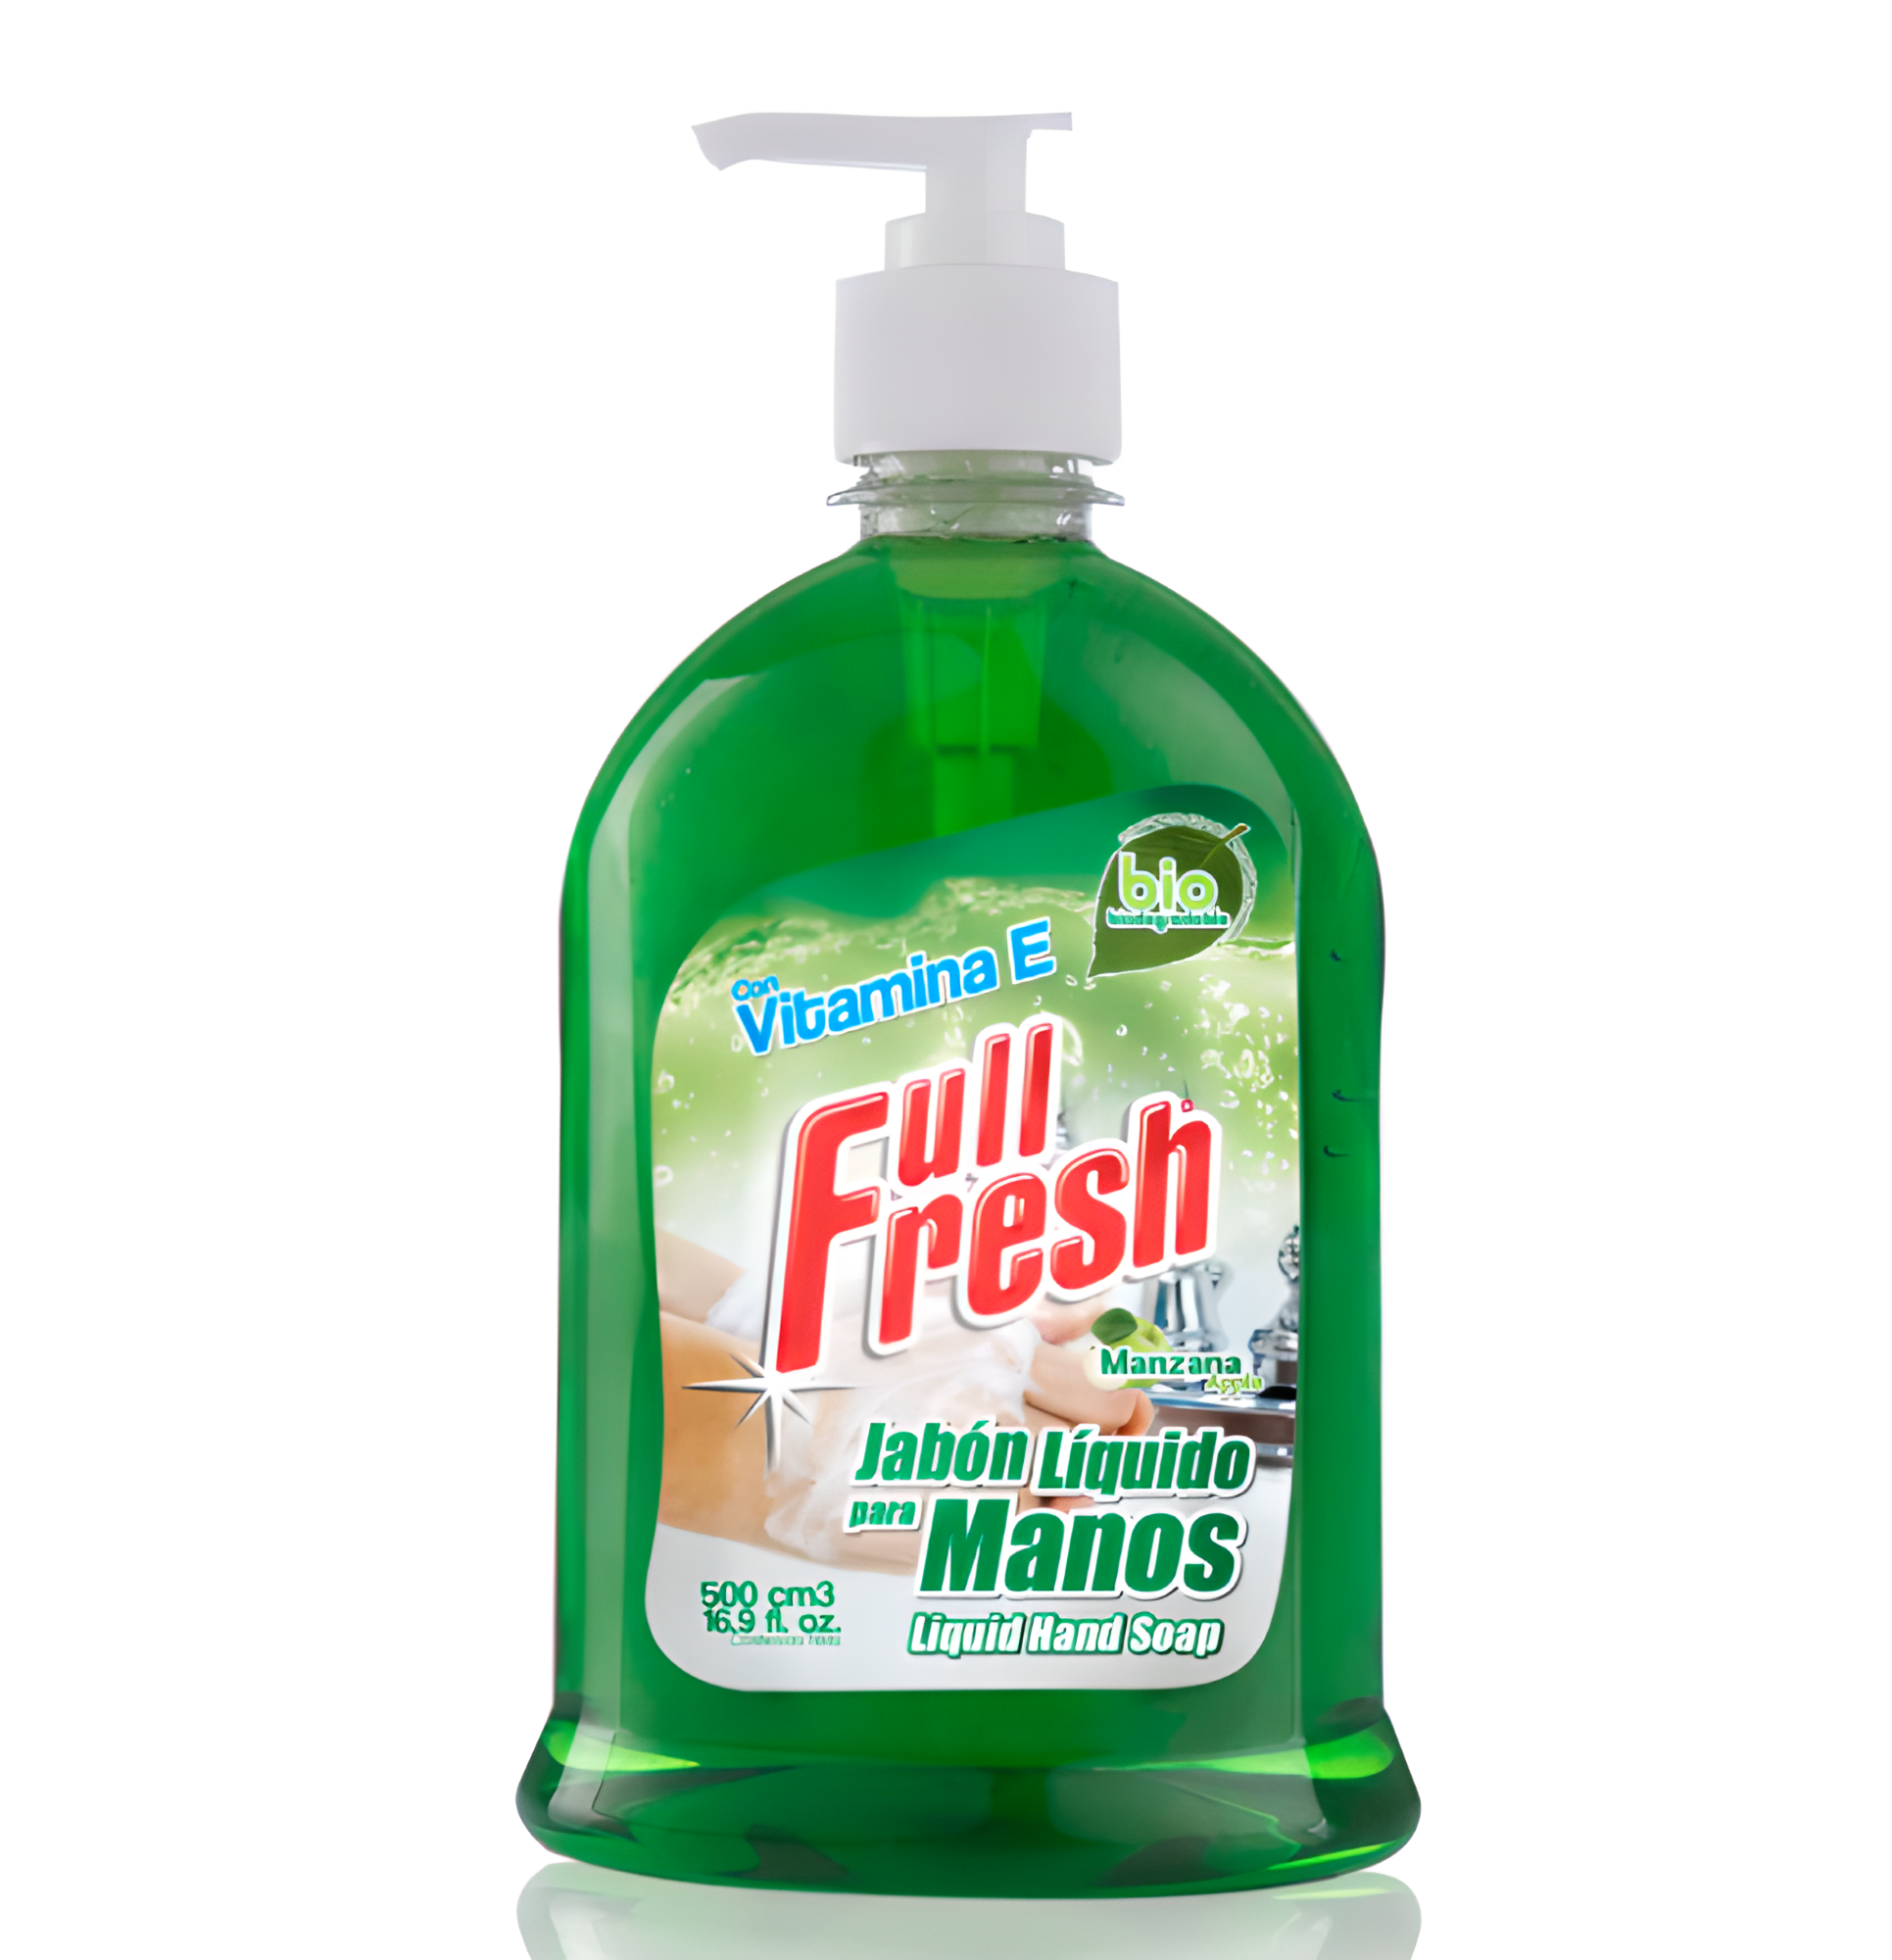 bio
Con
Vitamina E
Full
Fresh
Manzana
Apple
Jabón Líquido
para Manos
500 cm3
16.9 fl. oz.
Liquid Hand Soap